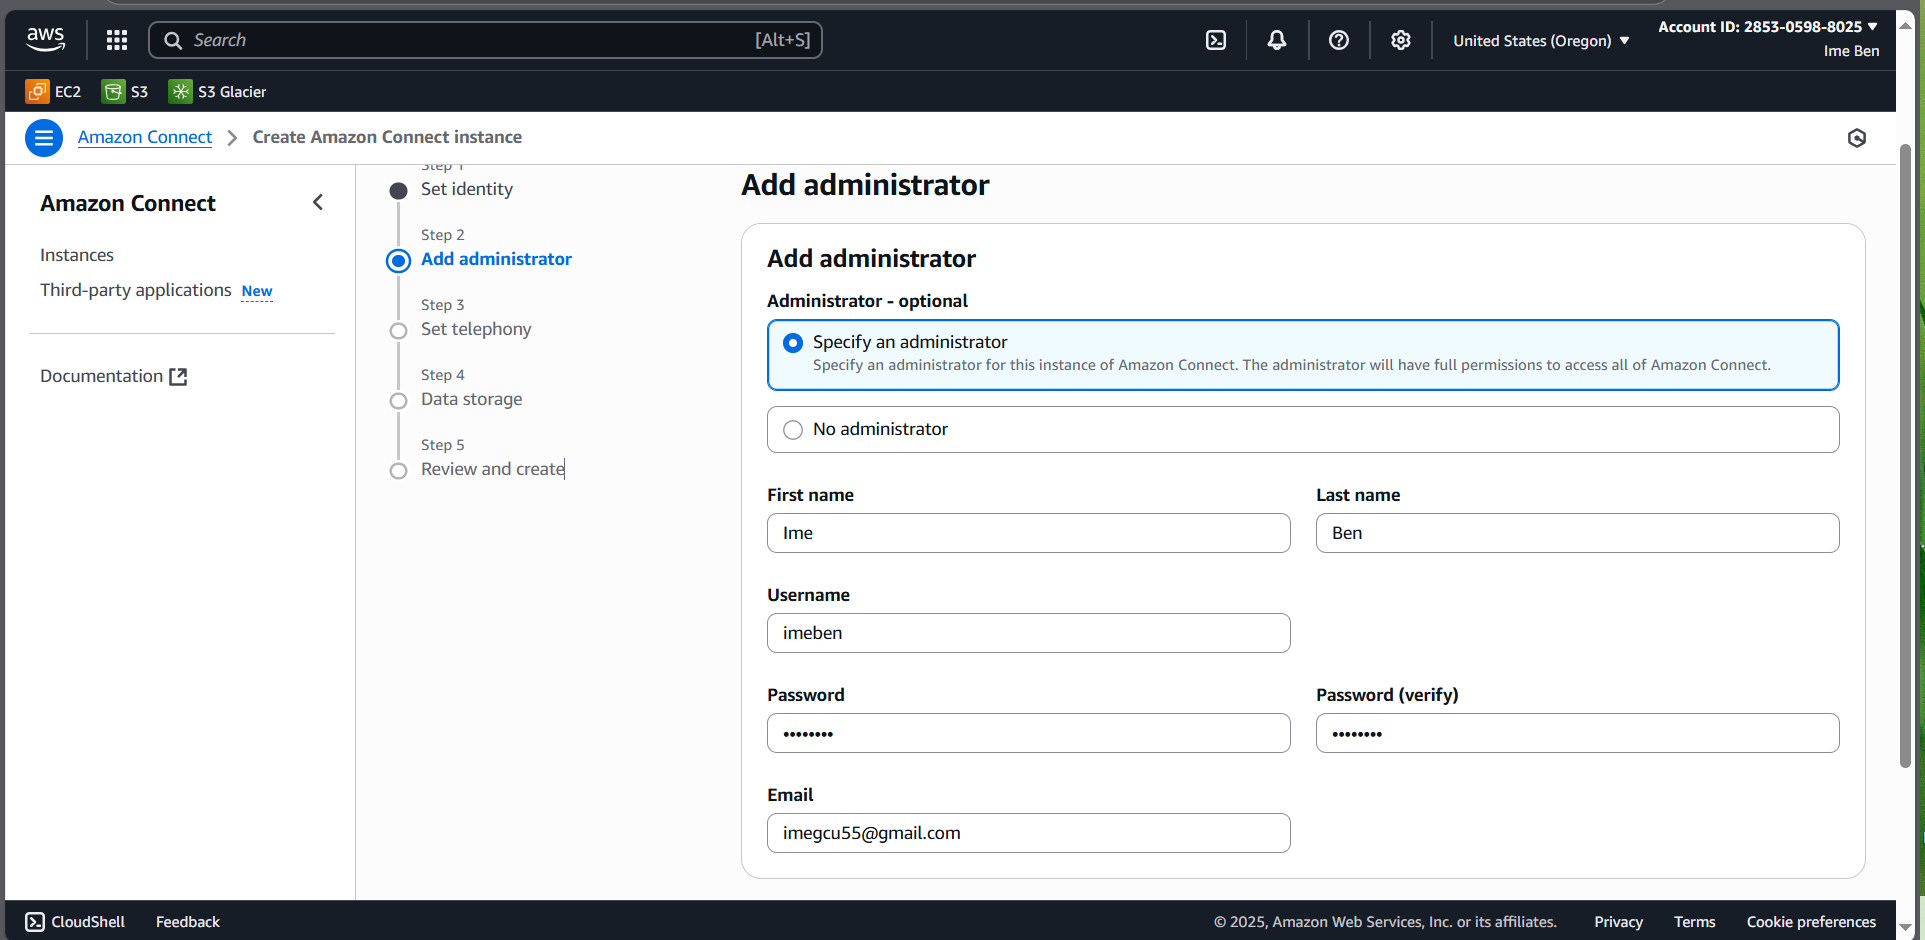 aws
Search [Alt+S]
United States (Oregon)
Account ID: 2853-0598-8025
Ime Ben
EC2 S3 S3 Glacier
Amazon Connect Create Amazon Connect instance
Amazon Connect
Instances
Third-party applications New
Documentation
Step 1
Set identity
Step 2
Add administrator
Step 3
Set telephony
Step 4
Data storage
Step 5
Review and create
Add administrator
Add administrator
Administrator - optional
Specify an administrator
Specify an administrator for this instance of Amazon Connect. The administrator will have full permissions to access all of Amazon Connect.
No administrator
First name
Ime
Last name
Ben
Username
imeben
Password
••••••••
Password (verify)
••••••••
Email
imegcu55@gmail.com
CloudShell Feedback © 2025, Amazon Web Services, Inc. or its affiliates. Privacy Terms Cookie preferences